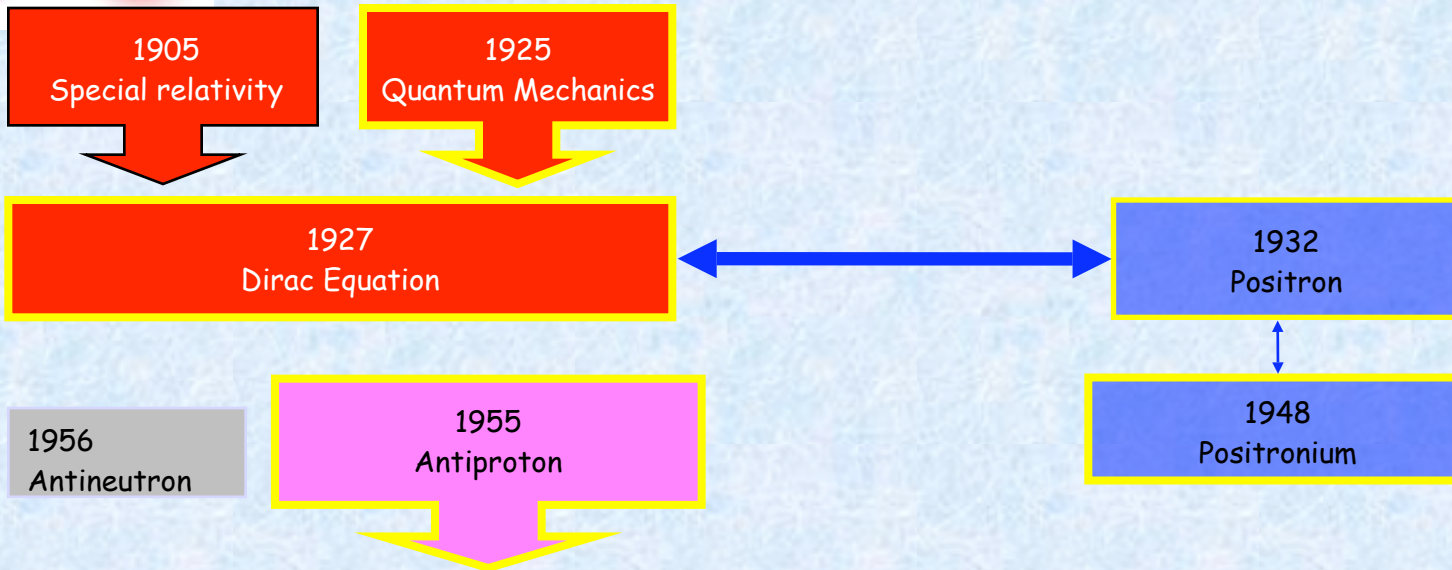 1905
Special relativity
1925
Quantum Mechanics
1927
Dirac Equation
1932
Positron
1948
Positronium
1956
Antineutron
1955
Antiproton